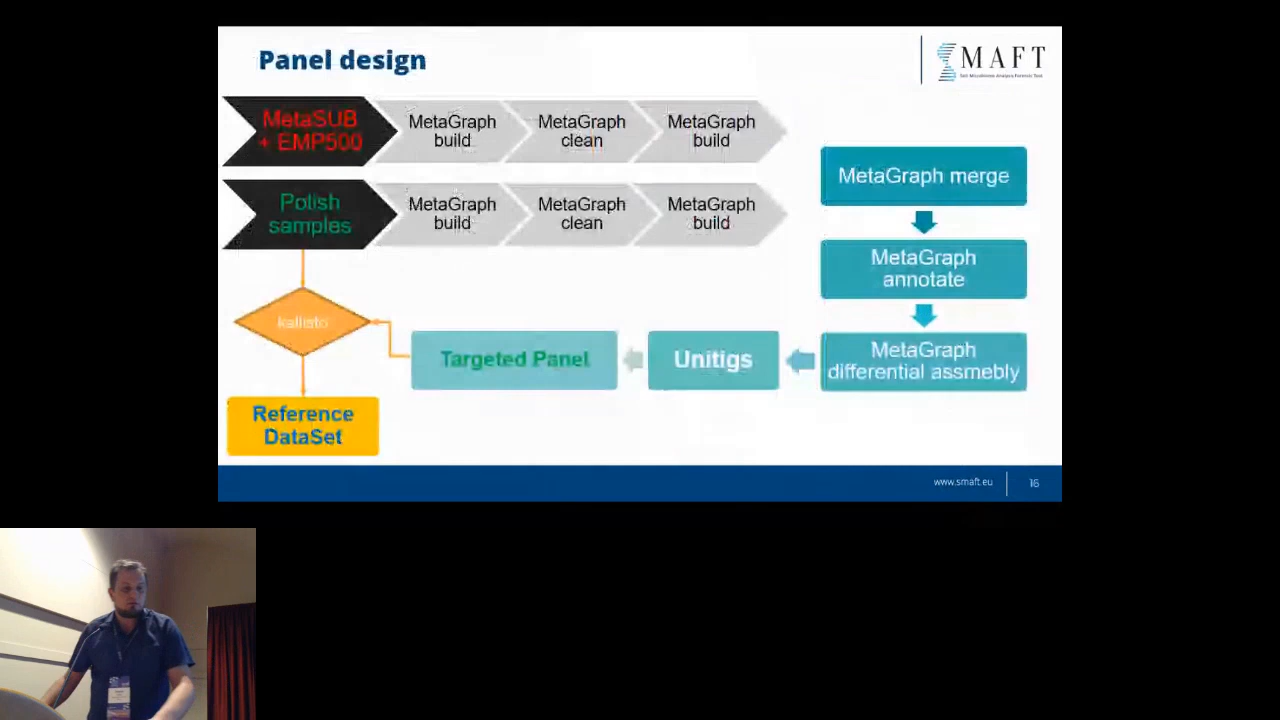 Panel design
MAFT
Soil Microbiome Analysis Forensic Tool
MetaSUB
+ EMP500
MetaGraph
build
MetaGraph
clean
MetaGraph
build
Polish
samples
MetaGraph
build
MetaGraph
clean
MetaGraph
build
MetaGraph merge
MetaGraph
annotate
MetaGraph
differential assmebly
Unitigs
Targeted Panel
kallisto
Reference
DataSet
www.smaft.eu
16